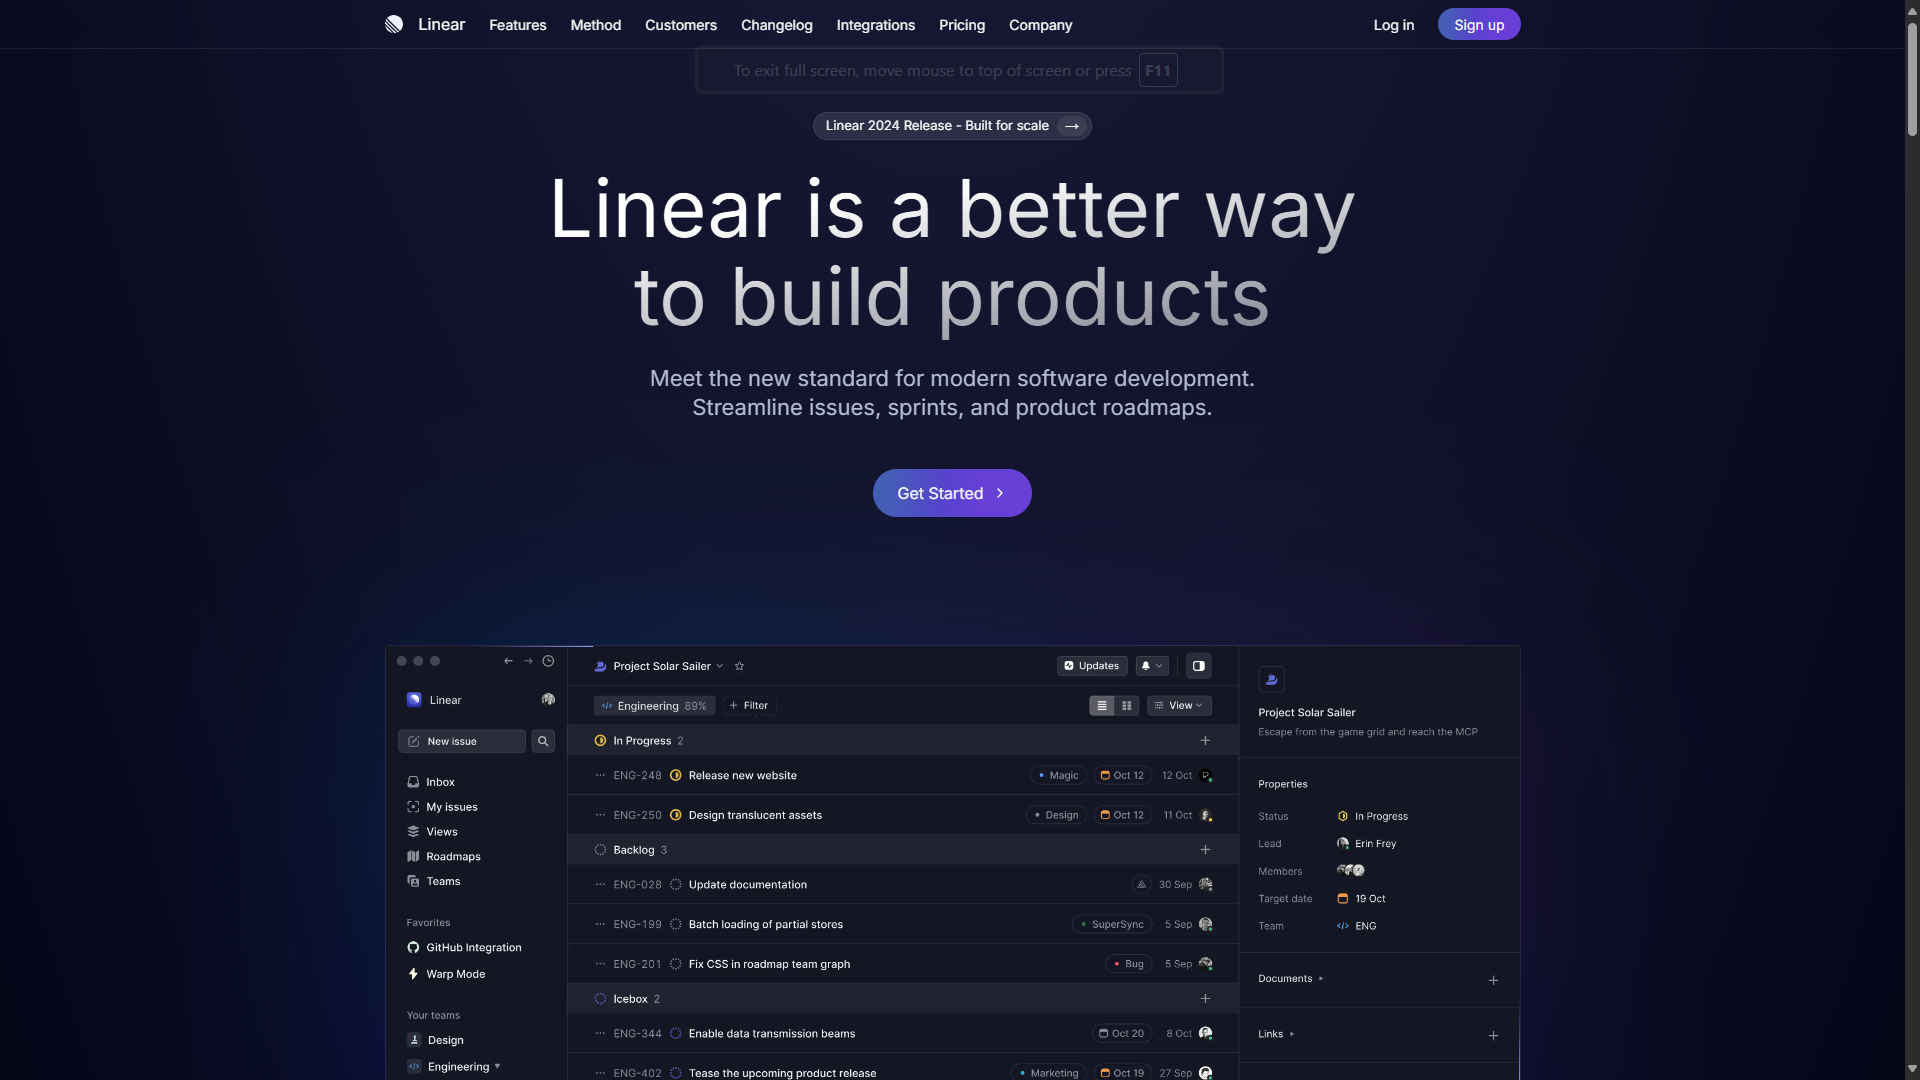 Linear Features Method Customers Changelog Integrations Pricing Company Log in Sign up
To exit full screen, move mouse to top of screen or press F11
Linear 2024 Release - Built for scale →
Linear is a better way
to build products
Meet the new standard for modern software development.
Streamline issues, sprints, and product roadmaps.
Get Started
Linear
New issue
Inbox
My issues
Views
Roadmaps
Teams
Favorites
GitHub Integration
Warp Mode
Your teams
Design
Engineering
Project Solar Sailer Updates
Engineering 89% Filter View
In Progress 2
ENG-248 Release new website Magic Oct 12 12 Oct
ENG-250 Design translucent assets Design Oct 12 11 Oct
Backlog 3
ENG-028 Update documentation 30 Sep
ENG-199 Batch loading of partial stores SuperSync 5 Sep
ENG-201 Fix CSS in roadmap team graph Bug 5 Sep
Icebox 2
ENG-344 Enable data transmission beams Oct 20 8 Oct
ENG-402 Tease the upcoming product release Marketing Oct 19 27 Sep
Project Solar Sailer
Escape from the game grid and reach the MCP
Properties
Status In Progress
Lead Erin Frey
Members
Target date 19 Oct
Team ENG
Documents
Links